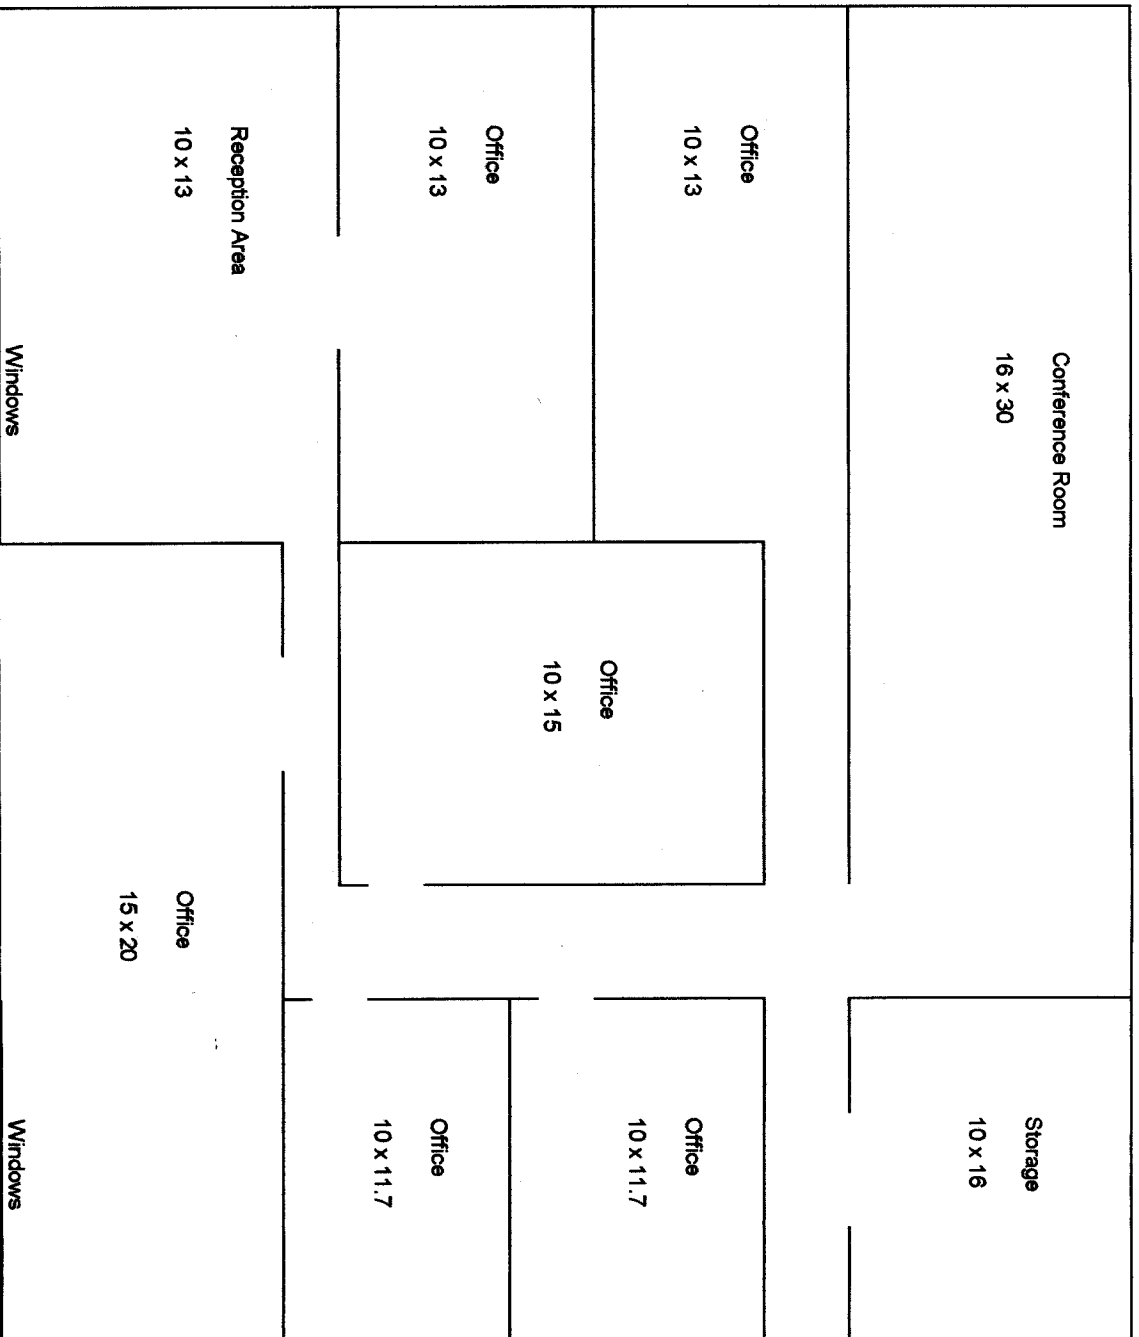 Conference Room
16 x 30
Storage
10 x 16
Office
10 x 13
Office
10 x 11.7
Office
10 x 15
Office
10 x 13
Office
10 x 11.7
Reception Area
10 x 13
Office
15 x 20
Windows
Windows